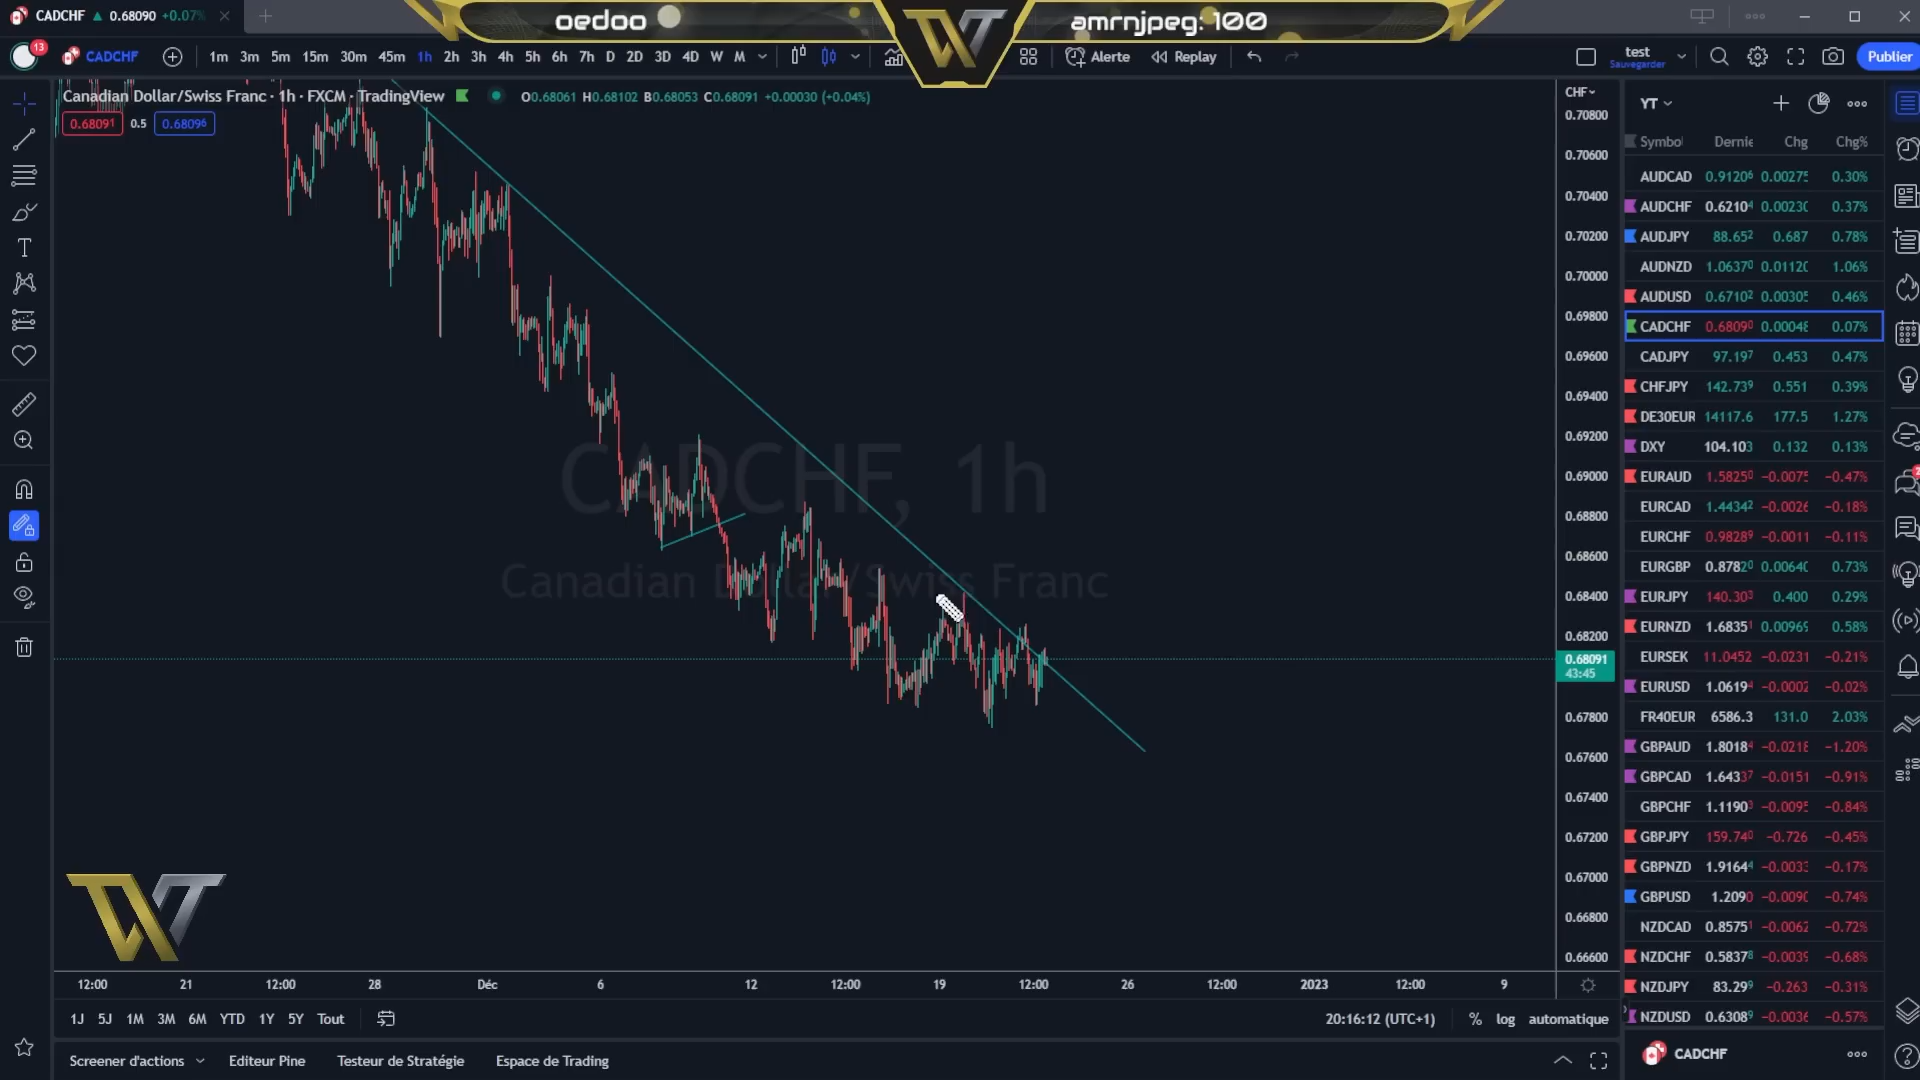 CADCHF ▲ 0.68090 +0.07%
oedoo
amrnjpeg: 100
13
CADCHF
1m 3m 5m 15m 30m 45m 1h 2h 3h 4h 5h 6h 7h D 2D 3D 4D W M
Alerte
Replay
test
Sauvegarder
Publier
Canadian Dollar/Swiss Franc · 1h · FXCM · TradingView
O0.68061 H0.68102 B0.68053 C0.68091 +0.00030 (+0.04%)
0.68091 0.5 0.68096
CADCHF, 1h
Canadian Dollar/Swiss Franc
CHF
0.70800
0.70600
0.70400
0.70200
0.70000
0.69800
0.69600
0.69400
0.69200
0.69000
0.68800
0.68600
0.68400
0.68200
0.68091
43:45
0.67800
0.67600
0.67400
0.67200
0.67000
0.66800
0.66600
YT
Symbol Dernie Chg Chg%
AUDCAD 0.91206 0.00275 0.30%
AUDCHF 0.62104 0.00230 0.37%
AUDJPY 88.652 0.687 0.78%
AUDNZD 1.06370 0.01120 1.06%
AUDUSD 0.67102 0.00305 0.46%
CADCHF 0.68090 0.00048 0.07%
CADJPY 97.197 0.453 0.47%
CHFJPY 142.739 0.551 0.39%
DE30EUR 14117.6 177.5 1.27%
DXY 104.103 0.132 0.13%
EURAUD 1.58250 −0.0075 −0.47%
EURCAD 1.44342 −0.0026 −0.18%
EURCHF 0.98289 −0.0011 −0.11%
EURGBP 0.87820 0.00640 0.73%
EURJPY 140.303 0.400 0.29%
EURNZD 1.68351 0.00969 0.58%
EURSEK 11.0452 −0.0231 −0.21%
EURUSD 1.06194 −0.0002 −0.02%
FR40EUR 6586.3 131.0 2.03%
GBPAUD 1.80184 −0.0218 −1.20%
GBPCAD 1.64337 −0.0151 −0.91%
GBPCHF 1.11903 −0.0095 −0.84%
GBPJPY 159.740 −0.726 −0.45%
GBPNZD 1.91644 −0.0033 −0.17%
GBPUSD 1.2090 −0.0090 −0.74%
NZDCAD 0.85751 −0.0062 −0.72%
NZDCHF 0.58378 −0.0039 −0.68%
NZDJPY 83.299 −0.263 −0.31%
NZDUSD 0.63089 −0.0036 −0.57%
12:00 21 12:00 28 Déc 6 12 12:00 19 12:00 26 12:00 2023 12:00 9
1J 5J 1M 3M 6M YTD 1Y 5Y Tout
20:16:12 (UTC+1) % log automatique
Screener d'actions Editeur Pine Testeur de Stratégie Espace de Trading
CADCHF